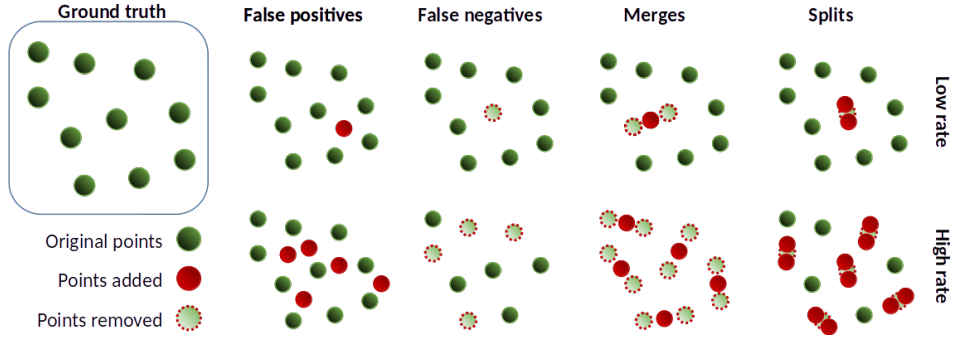 Ground truth
False positives
False negatives
Merges
Splits
Low rate
High rate
Original points
Points added
Points removed